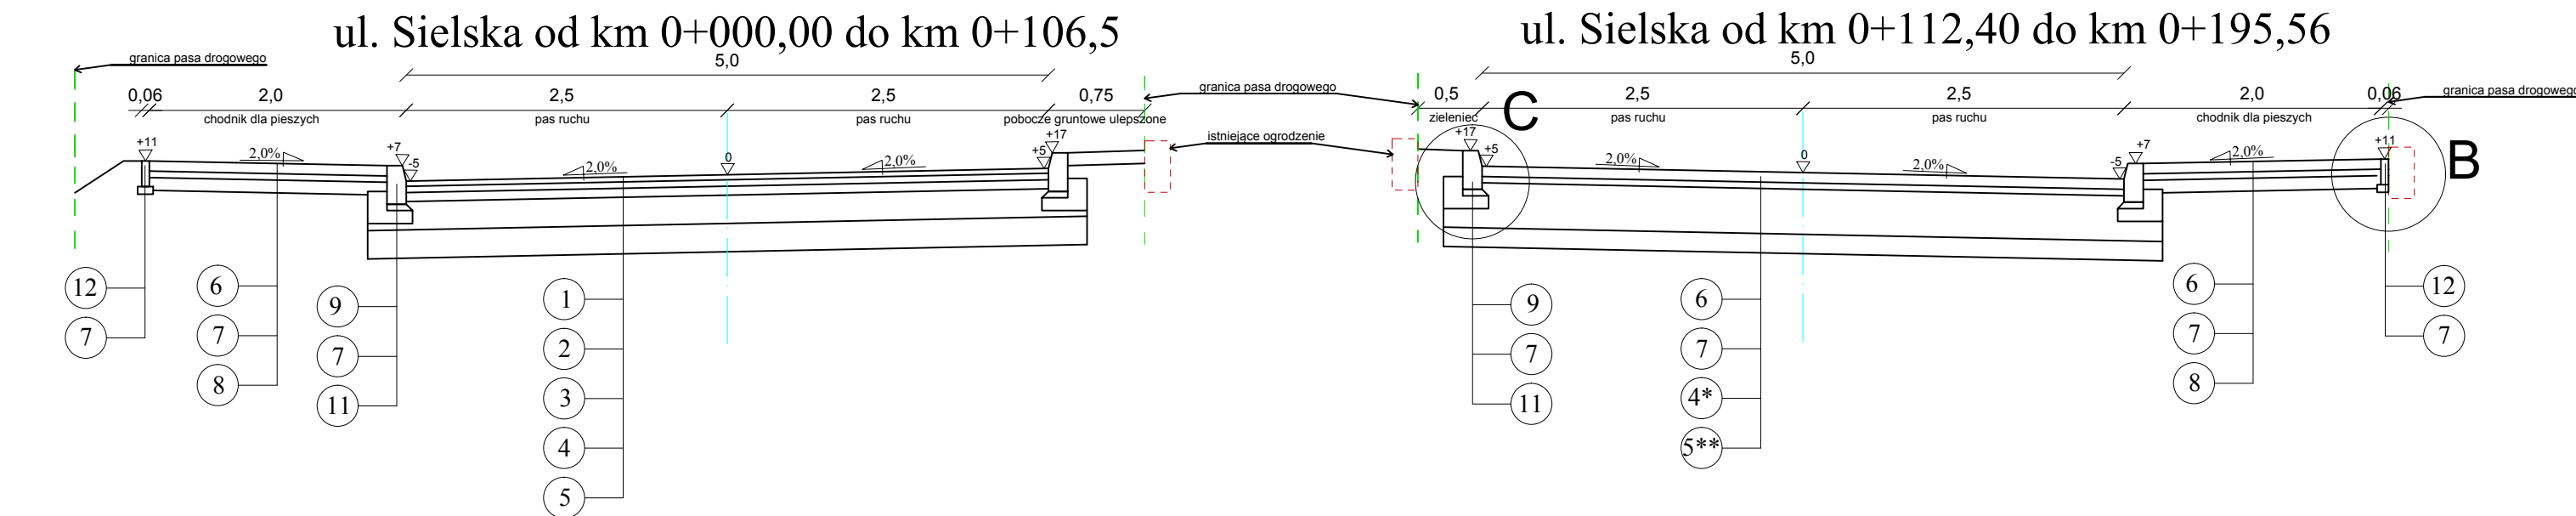 ul. Sielska od km 0+000,00 do km 0+106,5
granica pasa drogowego
5,0
0,06 2,0 2,5 2,5 0,75
chodnik dla pieszych pas ruchu pas ruchu pobocze gruntowe ulepszone
+11 +7 -5 0 +5 +17
2,0% 2,0% 2,0%
12
7
6
7
8
9
7
11
1
2
3
4
5
granica pasa drogowego
istniejące ogrodzenie
ul. Sielska od km 0+112,40 do km 0+195,56
5,0
0,5 2,5 2,5 2,0 0,06
granica pasa drogowego
zieleniec pas ruchu pas ruchu chodnik dla pieszych
C
B
+17 +5 0 -5 +7 +11
2,0% 2,0% 2,0%
9
7
11
6
7
4*
5**
6
7
8
12
7